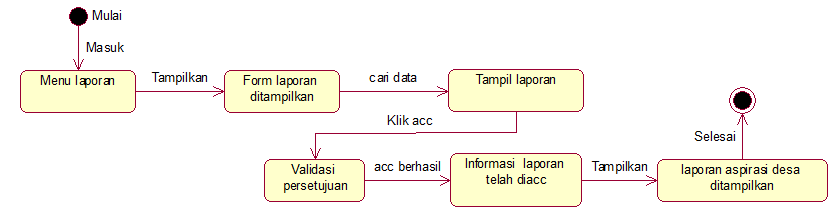 Mulai
Masuk
Menu laporan
Tampilkan
Form laporan
ditampilkan
cari data
Tampil laporan
Klik acc
Validasi
persetujuan
acc berhasil
Informasi laporan
telah diacc
Tampilkan
laporan aspirasi desa
ditampilkan
Selesai